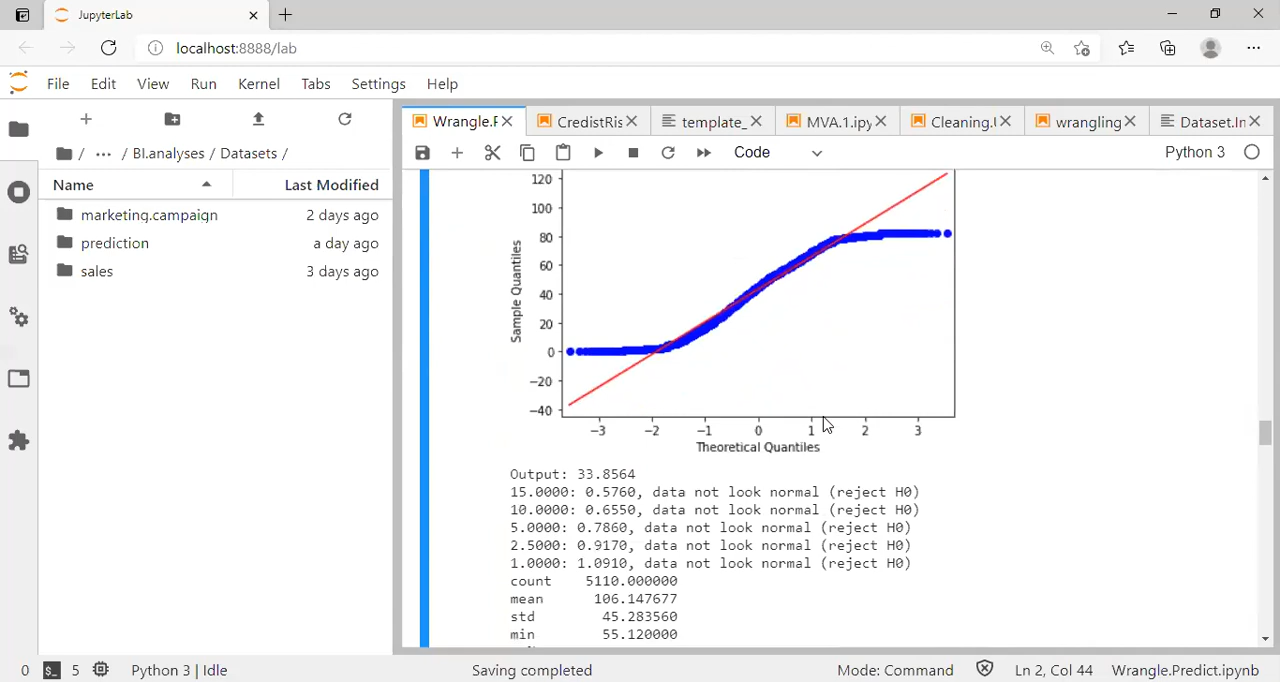 JupyterLab
localhost:8888/lab
File Edit View Run Kernel Tabs Settings Help
Wrangle.F CredistRis template_ MVA.1.ipy Cleaning.U wrangling Dataset.In
/ ··· / BI.analyses / Datasets /
Code Python 3
Name Last Modified
marketing.campaign 2 days ago
prediction a day ago
sales 3 days ago
120
100
80
60
40
20
0
−20
−40
Sample Quantiles
−3 −2 −1 0 1 2 3
Theoretical Quantiles
Output: 33.8564
15.0000: 0.5760, data not look normal (reject H0)
10.0000: 0.6550, data not look normal (reject H0)
5.0000: 0.7860, data not look normal (reject H0)
2.5000: 0.9170, data not look normal (reject H0)
1.0000: 1.0910, data not look normal (reject H0)
count 5110.000000
mean 106.147677
std 45.283560
min 55.120000
0 $_ 5 Python 3 | Idle Saving completed Mode: Command Ln 2, Col 44 Wrangle.Predict.ipynb